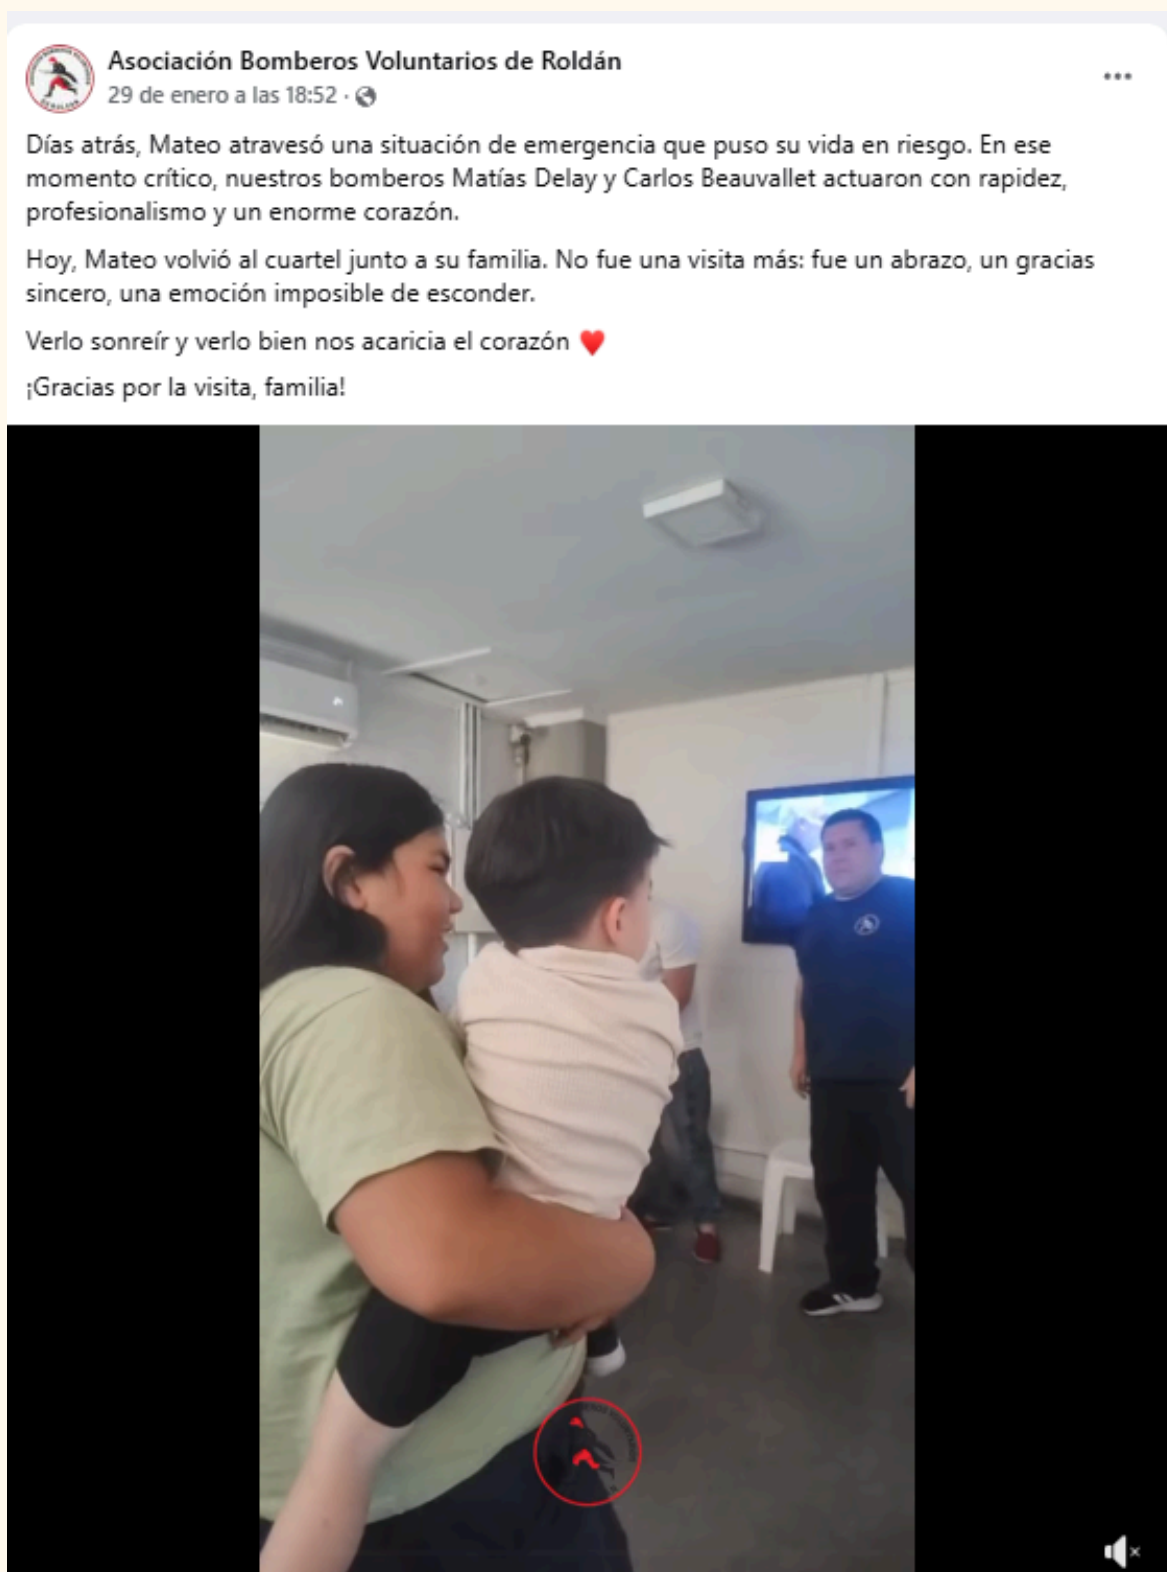 Asociación Bomberos Voluntarios de Roldán
29 de enero a las 18:52 ·
Días atrás, Mateo atravesó una situación de emergencia que puso su vida en riesgo. En ese
momento crítico, nuestros bomberos Matías Delay y Carlos Beauvallet actuaron con rapidez,
profesionalismo y un enorme corazón.
Hoy, Mateo volvió al cuartel junto a su familia. No fue una visita más: fue un abrazo, un gracias
sincero, una emoción imposible de esconder.
Verlo sonreír y verlo bien nos acaricia el corazón ♥
¡Gracias por la visita, familia!